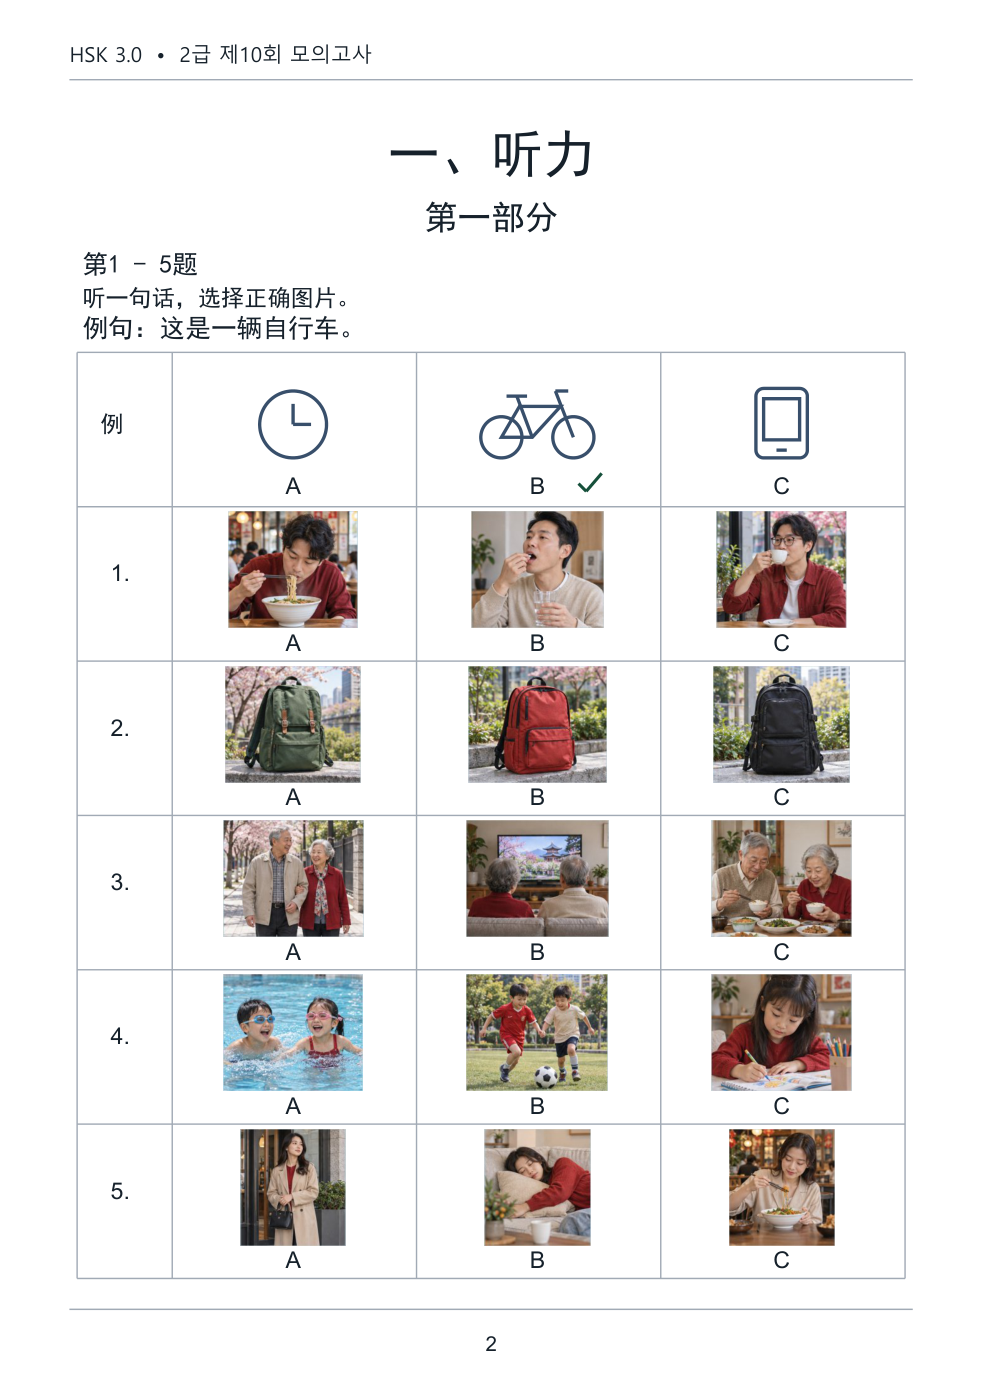 HSK 3.0 • 2급 제10회 모의고사
一、听力
第一部分
第1 – 5题
听一句话，选择正确图片。
例句：这是一辆自行车。
例
A
B
C
1.
A
B
C
2.
A
B
C
3.
A
B
C
4.
A
B
C
5.
A
B
C
2